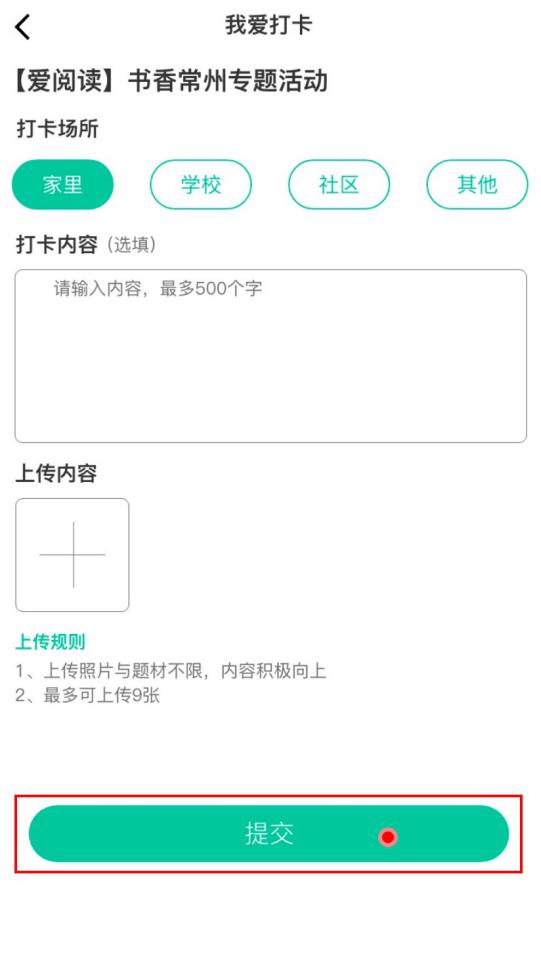 我爱打卡
【爱阅读】书香常州专题活动
打卡场所
家里 学校 社区 其他
打卡内容（选填）
请输入内容，最多500个字
上传内容
上传规则
1、上传照片与题材不限，内容积极向上
2、最多可上传9张
提交